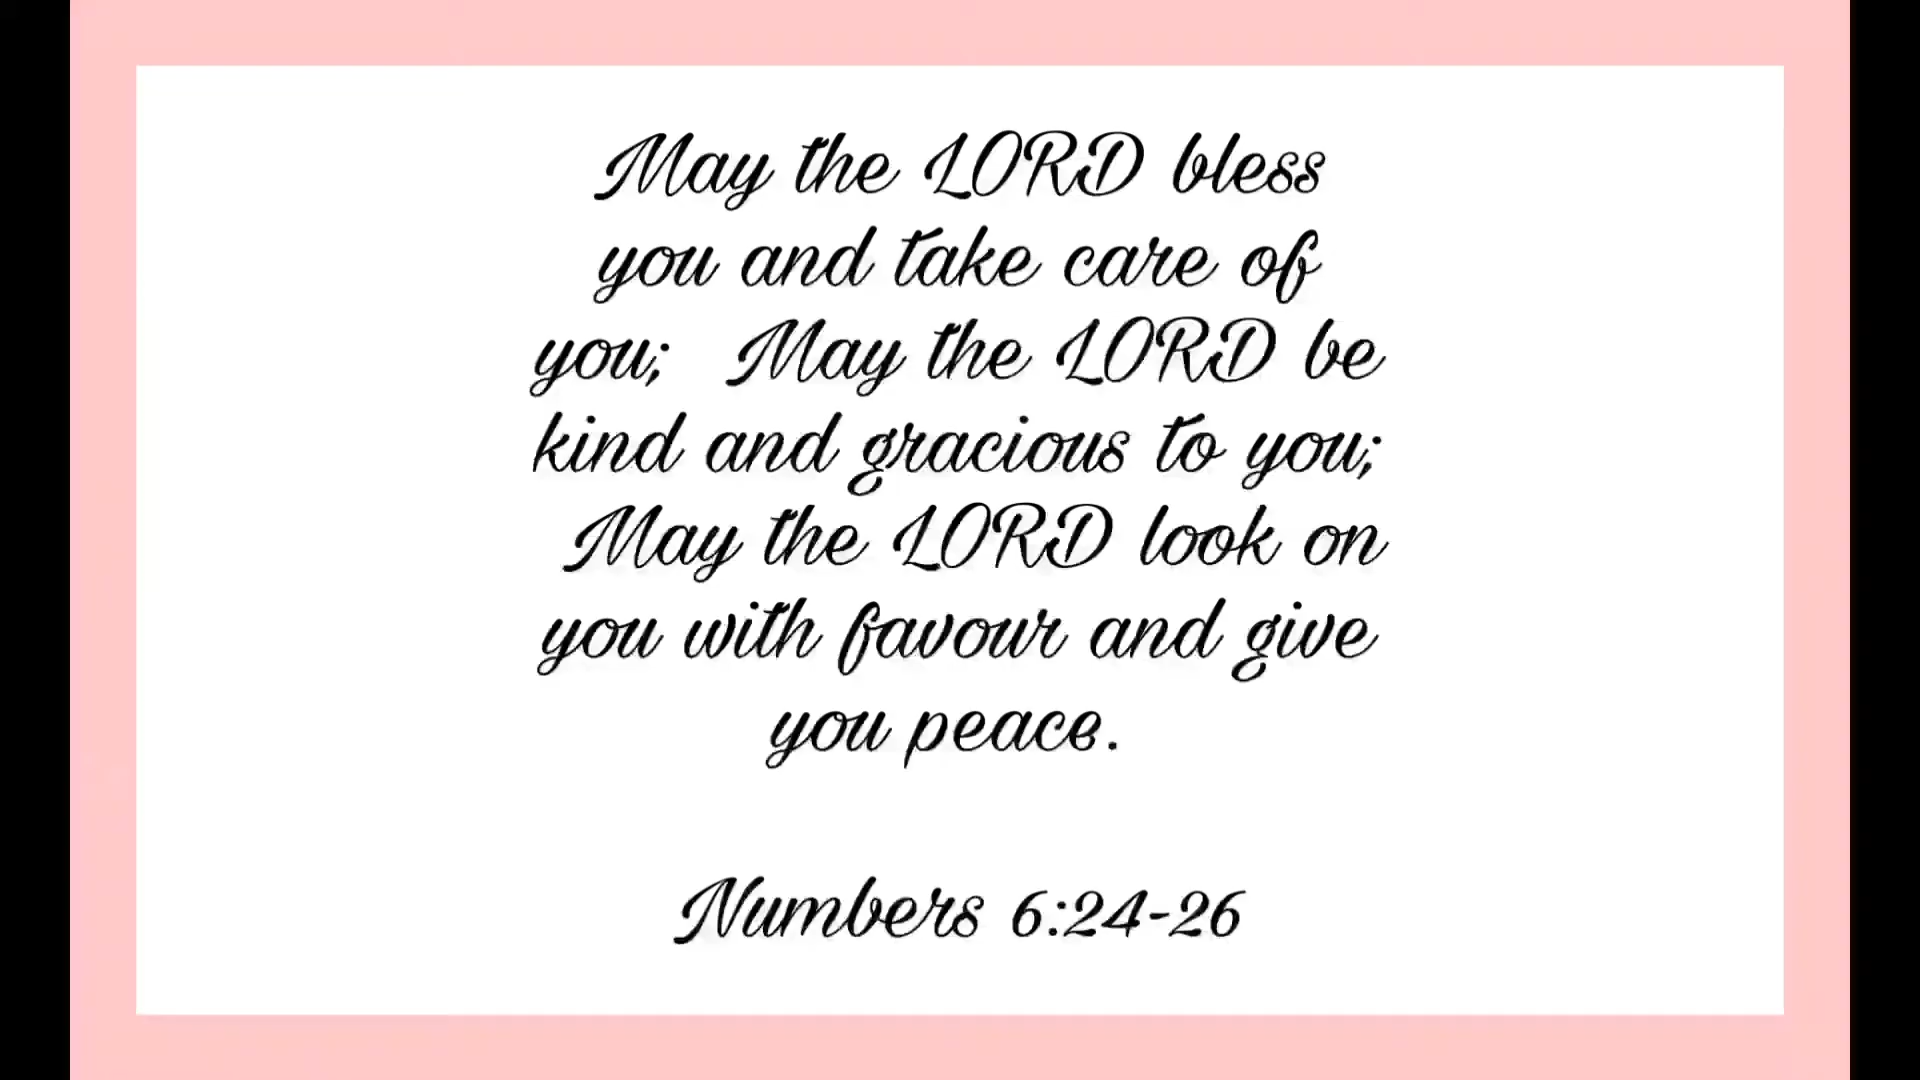 May the LORD bless
you and take care of
you; May the LORD be
kind and gracious to you;
May the LORD look on
you with favour and give
you peace.
Numbers 6:24-26